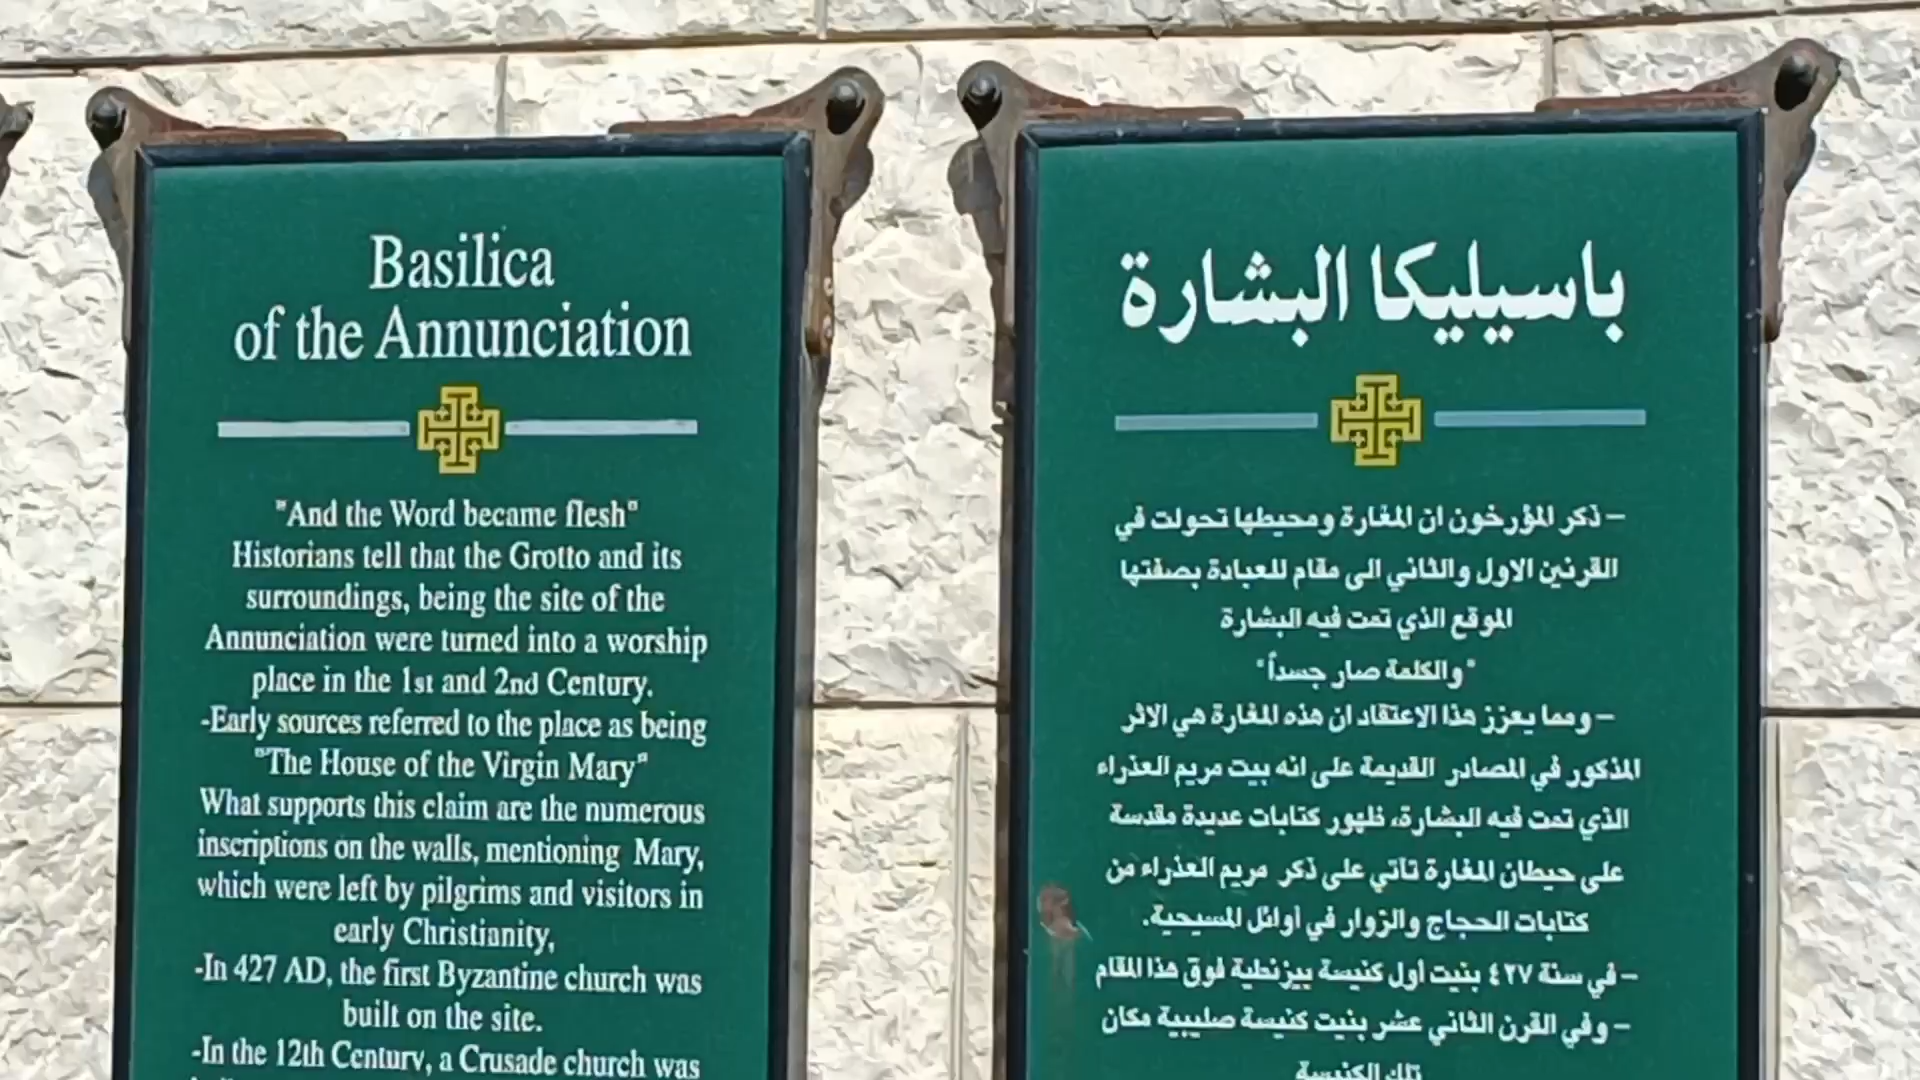 Basilica
of the Annunciation
"And the Word became flesh"
Historians tell that the Grotto and its
surroundings, being the site of the
Annunciation were turned into a worship
place in the 1st and 2nd Century.
-Early sources referred to the place as being
"The House of the Virgin Mary"
What supports this claim are the numerous
inscriptions on the walls, mentioning Mary,
which were left by pilgrims and visitors in
early Christianity,
-In 427 AD, the first Byzantine church was
built on the site.
-In the 12th Century, a Crusade church was
باسيليكا البشارة
– ذكر المؤرخون ان المغارة ومحيطها تحولت في
القرنين الاول والثاني الى مقام للعبادة بصفتها
الموقع الذي تمت فيه البشارة
"والكلمة صار جسداً"
– ومما يعزز هذا الاعتقاد ان هذه المغارة هي الاثر
المذكور في المصادر القديمة على انه بيت مريم العذراء
الذي تمت فيه البشارة، ظهور كتابات عديدة مقدسة
على حيطان المغارة تأتي على ذكر مريم العذراء من
كتابات الحجاج والزوار في أوائل المسيحية.
– في سنة ٤٢٧ بنيت أول كنيسة بيزنطية فوق هذا المقام
– وفي القرن الثاني عشر بنيت كنيسة صليبية مكان
تلك الكنيسة